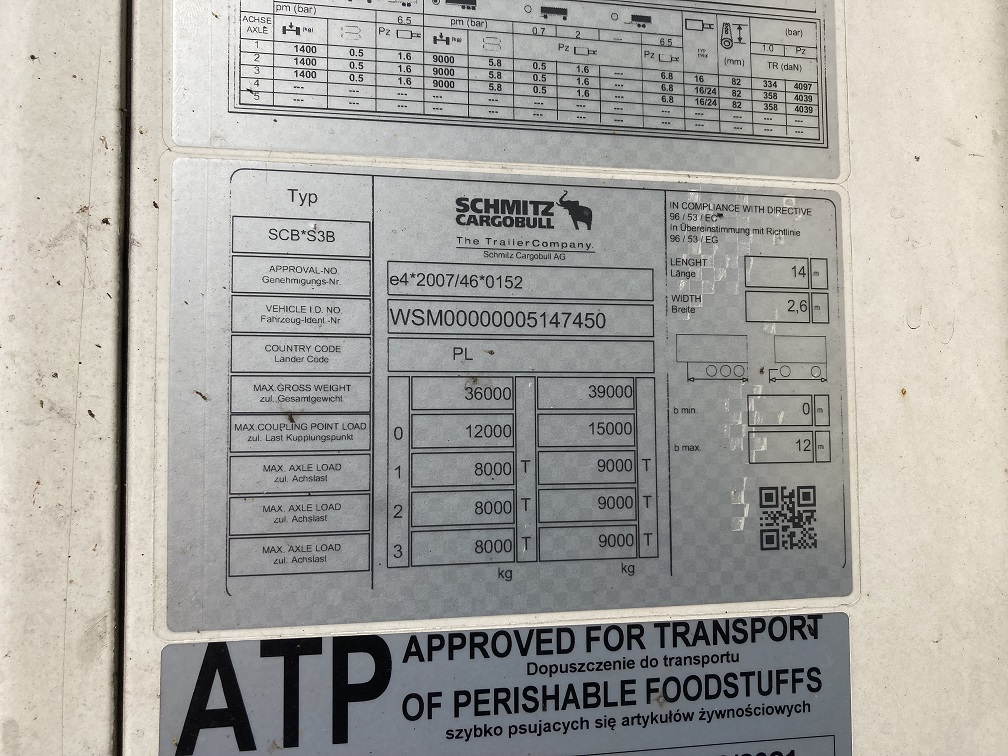 pm (bar) 6.5 pm (bar) 0.7 2 --- 6.5 (bar)
ACHSE AXLE Pz Pz Pz (mm) 1.0 Pz
TR (daN)
1 1400 0.5 1.6 9000 5.8 0.5 1.6 --- 6.8 16 82 334 4097
2 1400 0.5 1.6 9000 5.8 0.5 1.6 --- 6.8 16/24 82 358 4039
3 1400 0.5 1.6 9000 5.8 0.5 1.6 --- 6.8 16/24 82 358 4039
4 --- --- --- --- --- --- --- --- --- --- --- --- ---
5 --- --- --- --- --- --- --- --- --- --- --- --- ---
Typ
SCB*S3B
SCHMITZ
CARGOBULL
The TrailerCompany.
Schmitz Cargobull AG
APPROVAL-NO.
Genehmigungs-Nr.
e4*2007/46*0152
VEHICLE I.D. NO.
Fahrzeug-Ident.-Nr
WSM00000005147450
COUNTRY CODE
Lander Code
PL
MAX.GROSS WEIGHT
zul. Gesamtgewicht
36000 39000
MAX.COUPLING POINT LOAD
zul. Last Kupplungspunkt
0 12000 15000
MAX. AXLE LOAD
zul. Achslast
1 8000 T 9000 T
MAX. AXLE LOAD
zul. Achslast
2 8000 T 9000 T
MAX. AXLE LOAD
zul. Achslast
3 8000 T 9000 T
kg kg
IN COMPLIANCE WITH DIRECTIVE
96 / 53 / EG
in Übereinstimmung mit Richtlinie
96 / 53 / EG
LENGHT
Länge
14 m
WIDTH
Breite
2,6 m
b min. 0 m
b max. 12 m
ATP
APPROVED FOR TRANSPORT
Dopuszczenie do transportu
OF PERISHABLE FOODSTUFFS
szybko psujacych się artykułów żywnościowych